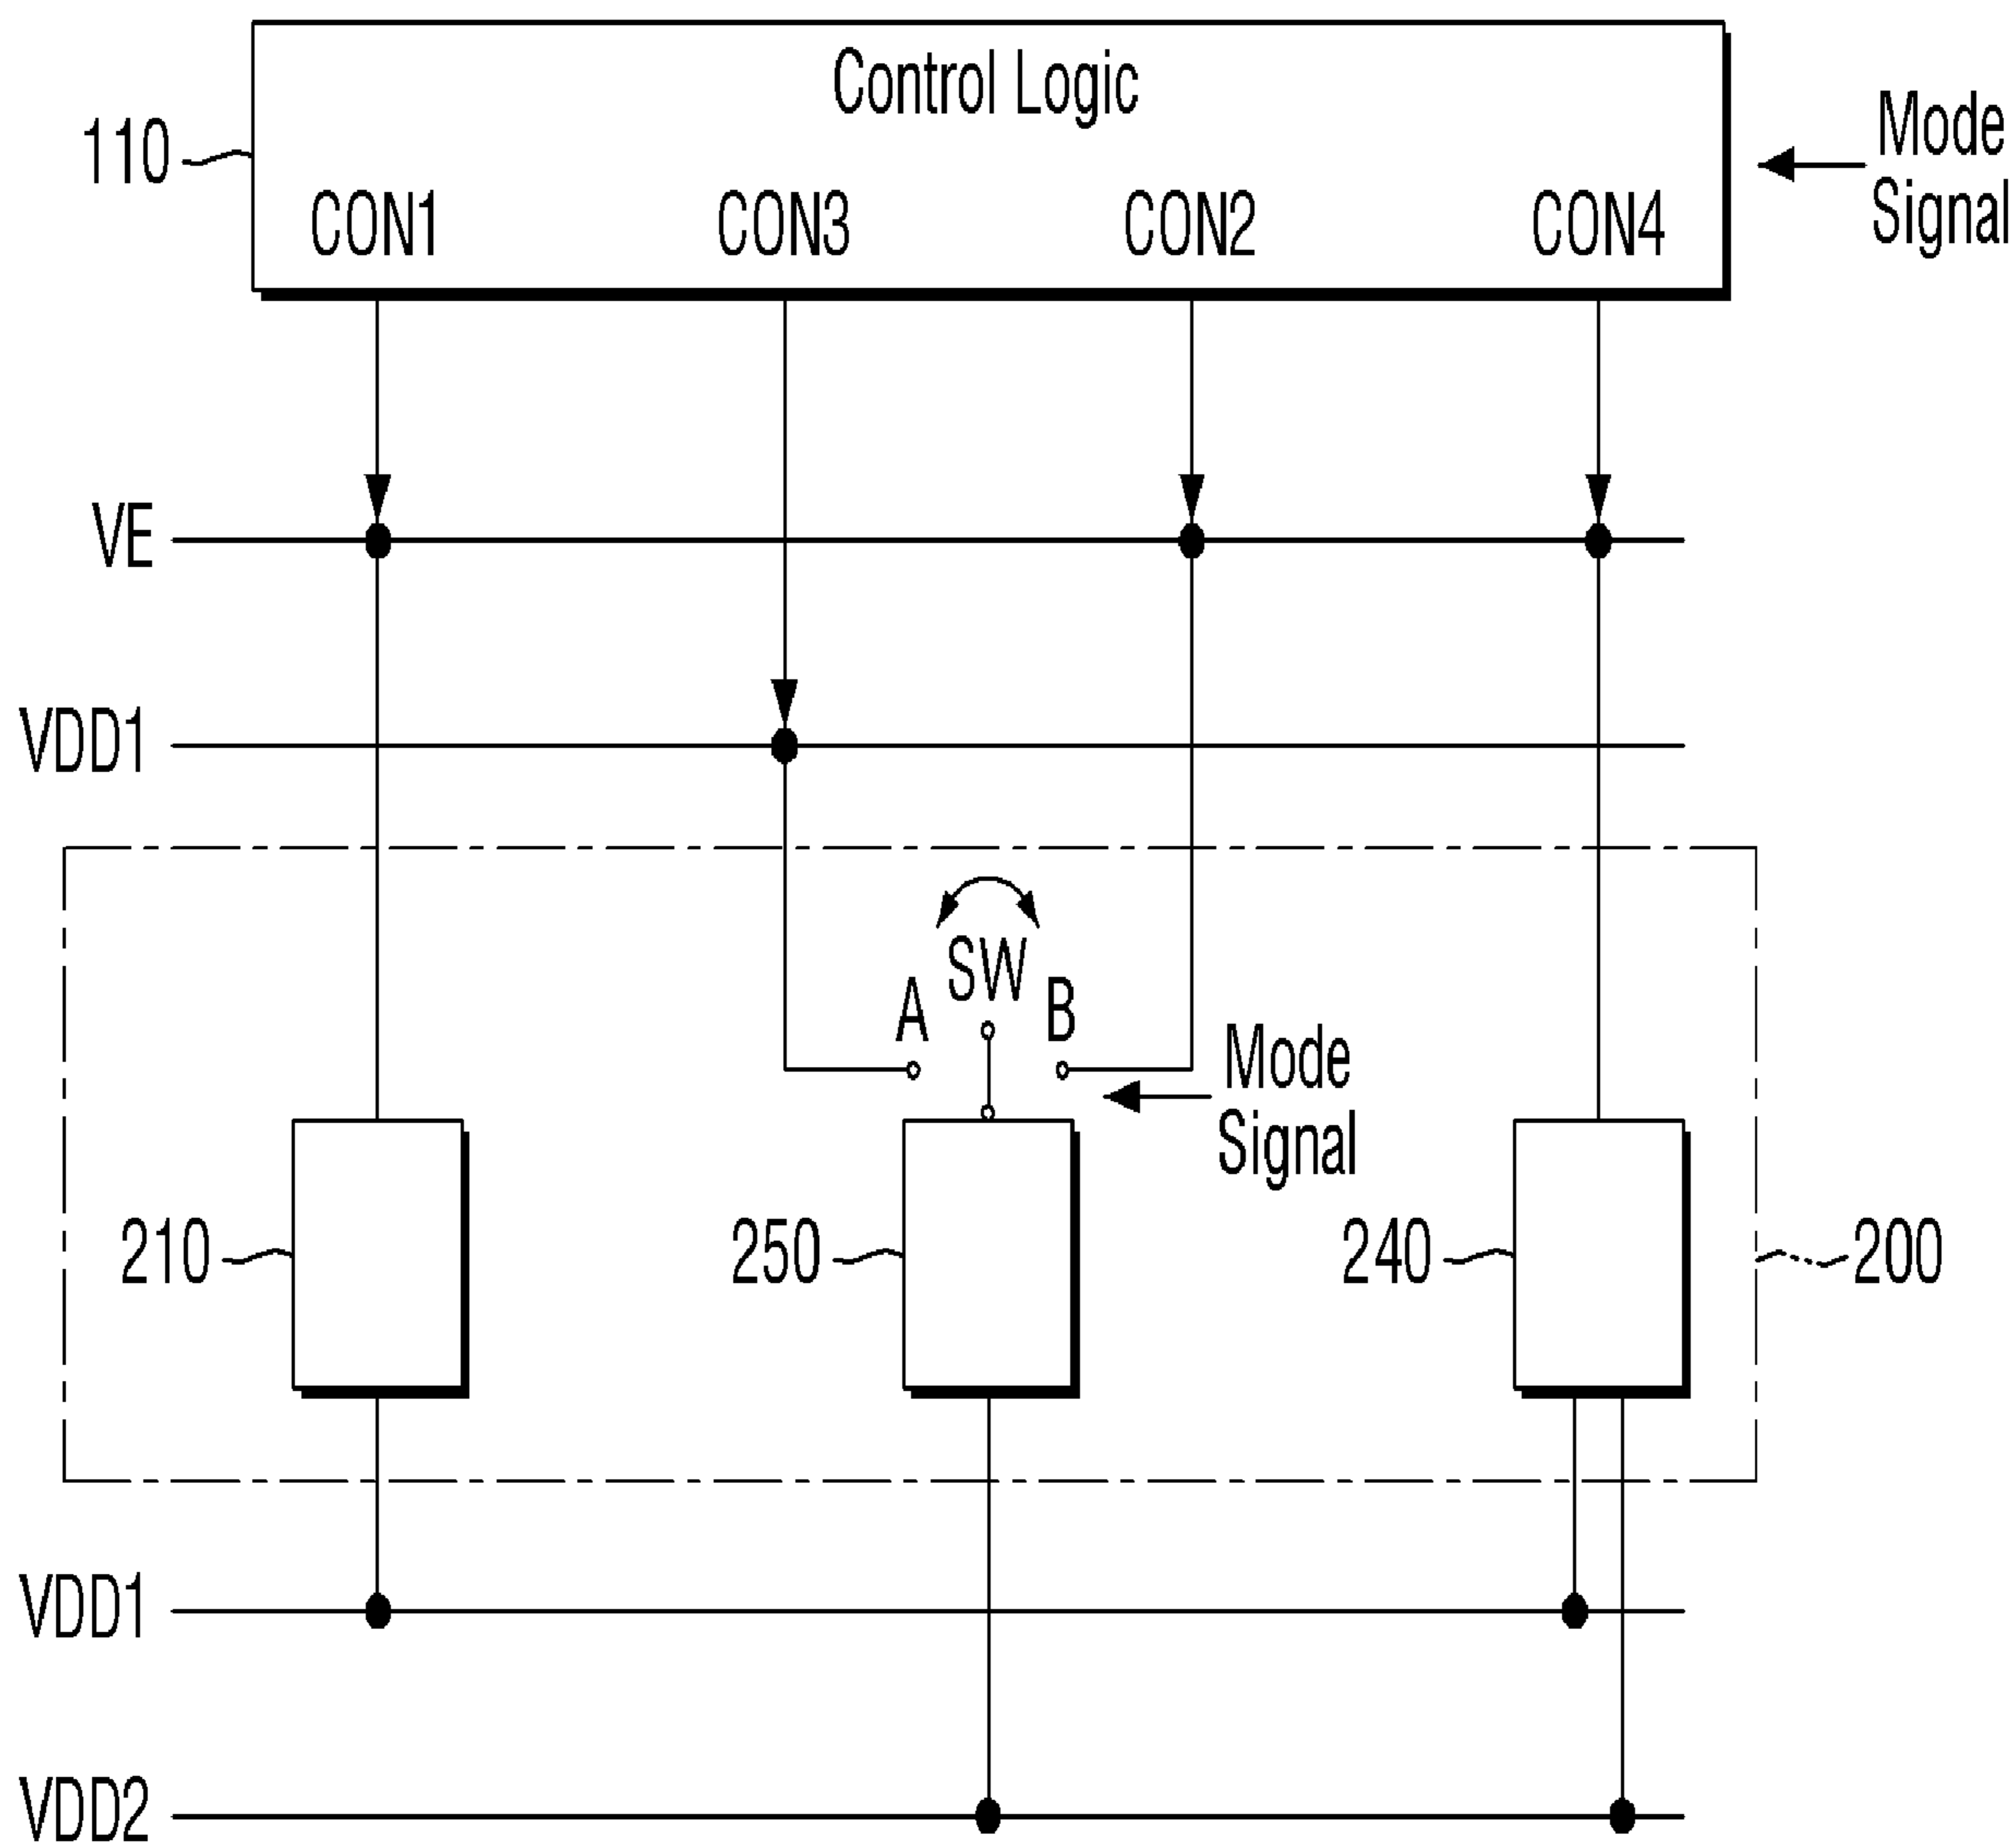 Control Logic
110
Mode
Signal
CON1 CON3 CON2 CON4
VE
VDD1
SW
A B
Mode
Signal
210 250 240 200
VDD1
VDD2